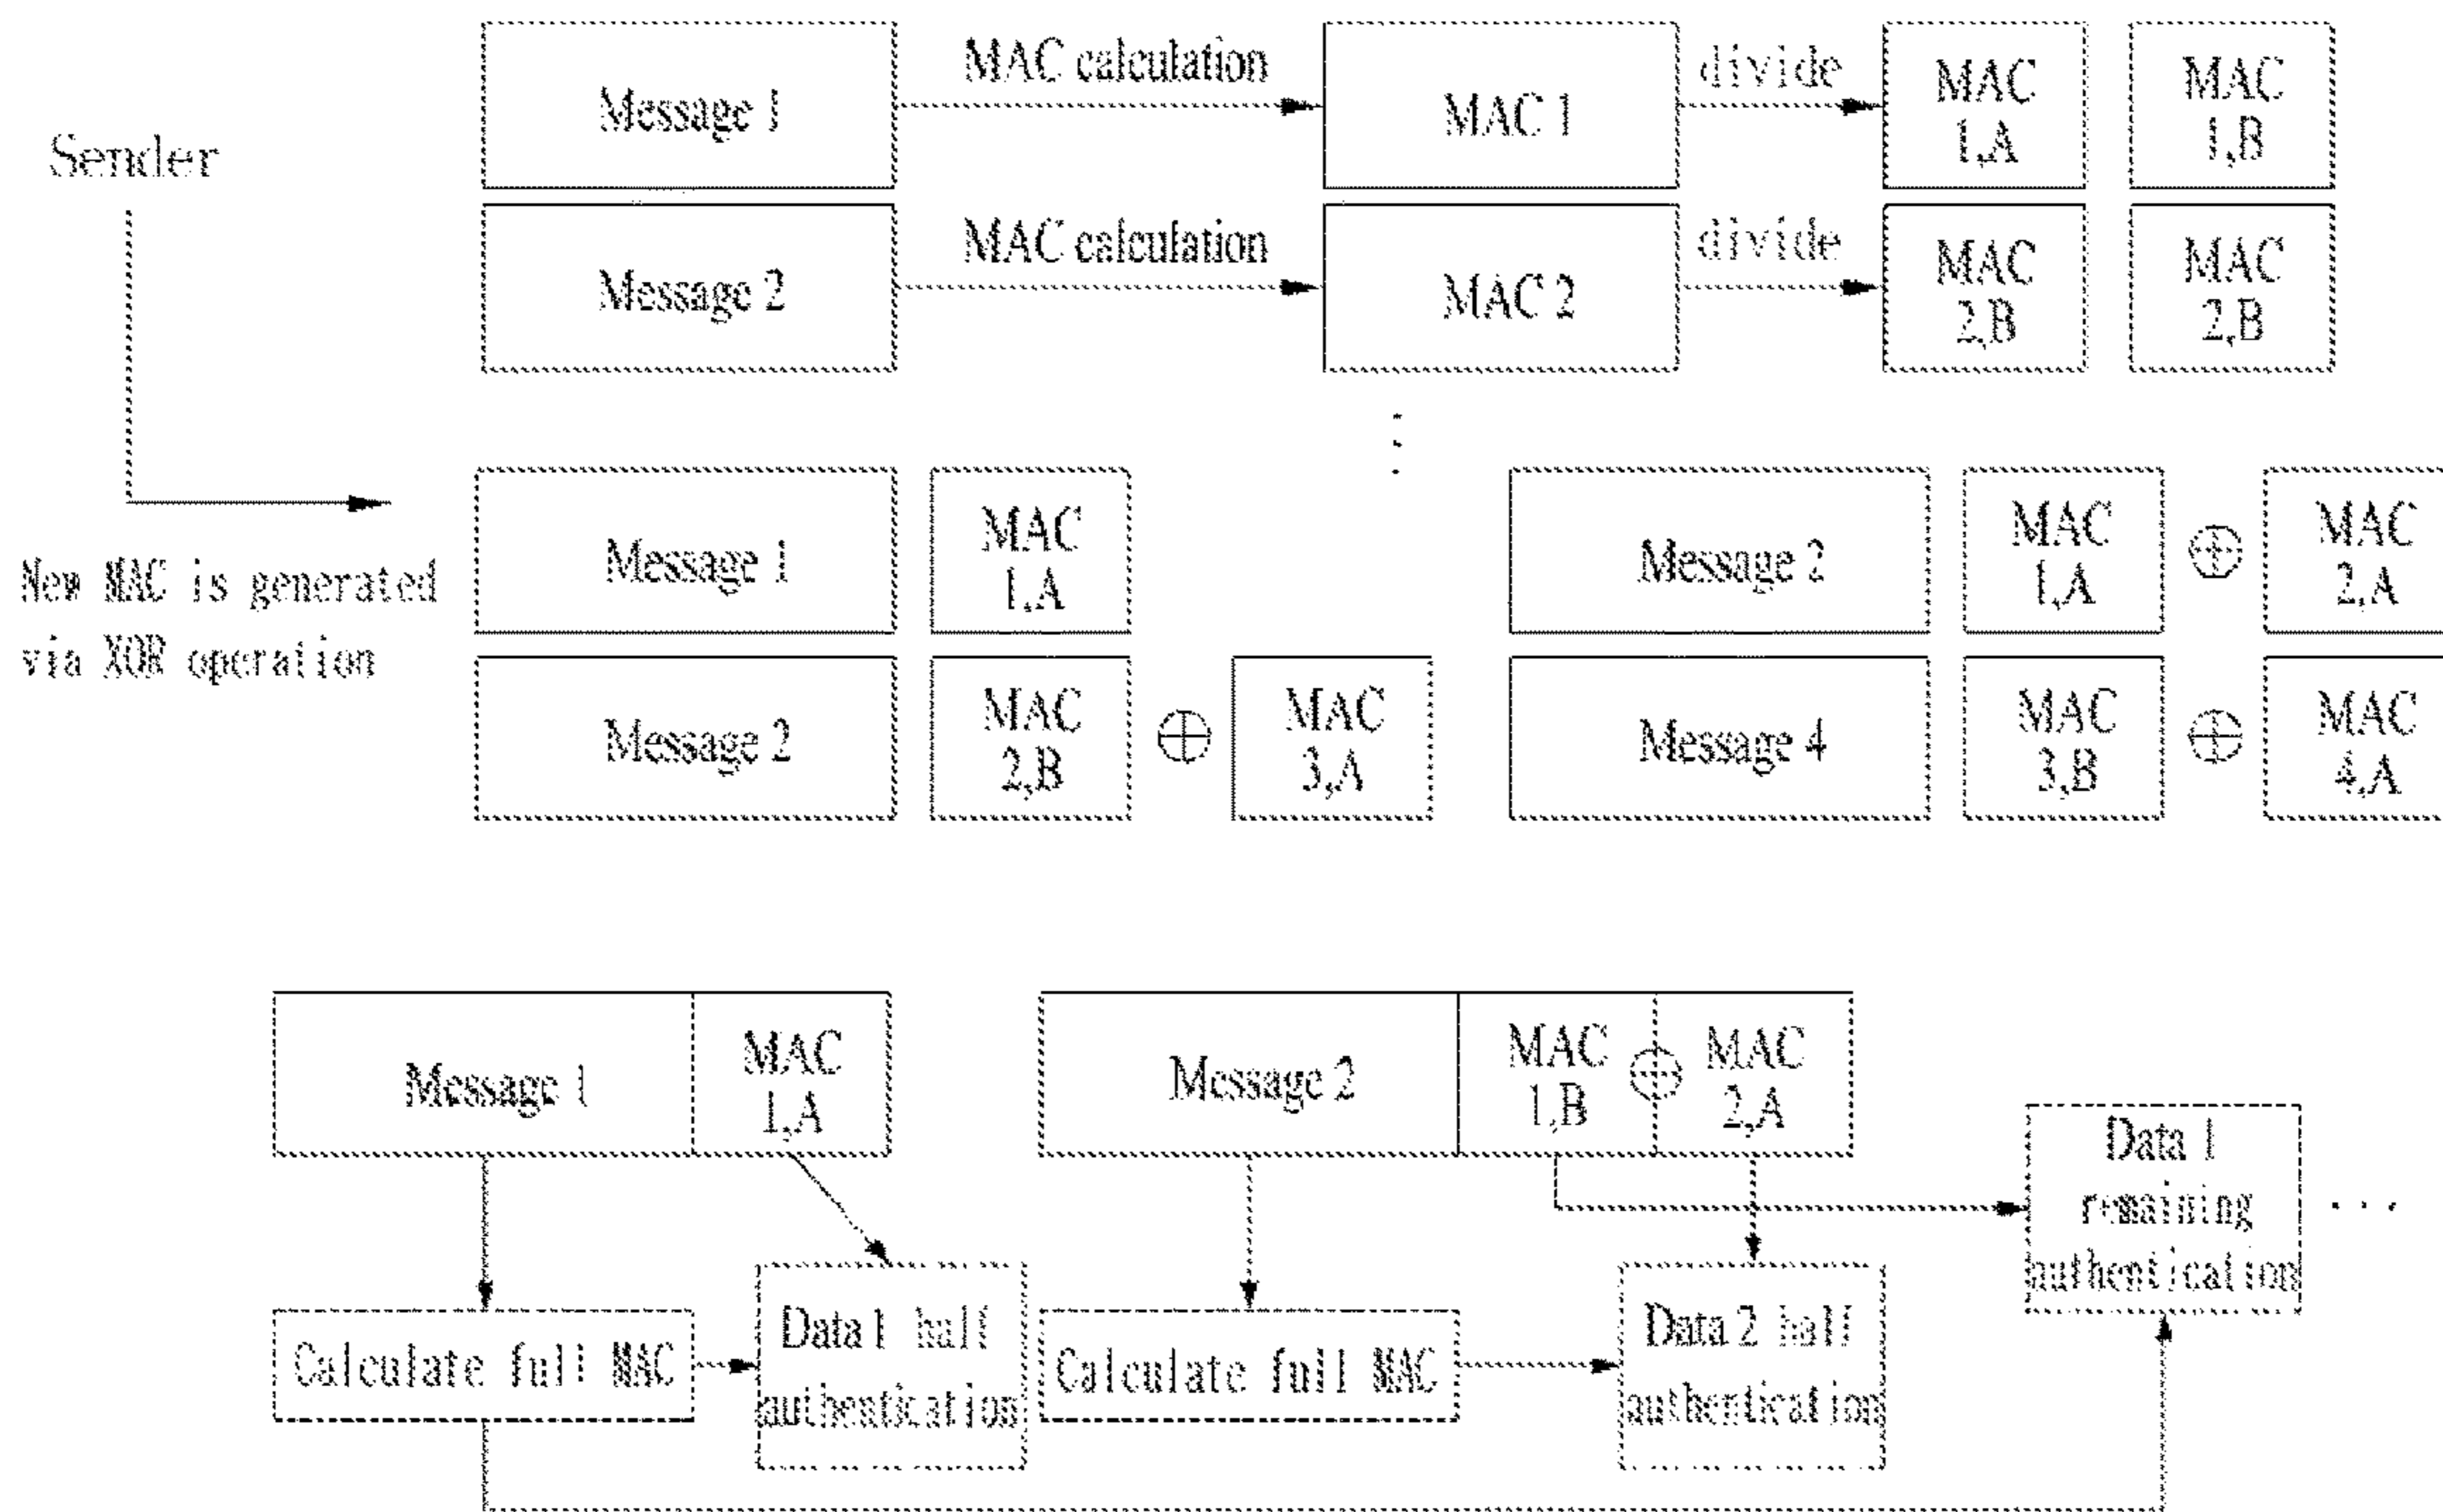 Sender
Message 1
MAC calculation
MAC 1
divide
MAC
1,A
MAC
1,B
Message 2
MAC calculation
MAC 2
divide
MAC
2,B
MAC
2,B
New MAC is generated
via XOR operation
Message 1
MAC
1,A
Message 2
MAC
1,A
⊕
MAC
2,A
Message 2
MAC
2,B
⊕
MAC
3,A
Message 4
MAC
3,B
⊕
MAC
4,A
Message 1
MAC
1,A
Message 2
MAC
1,B
⊕
MAC
2,A
Data 1
remaining
authentication
...
Calculate full MAC
Data 1 half
authentication
Calculate full MAC
Data 2 half
authentication